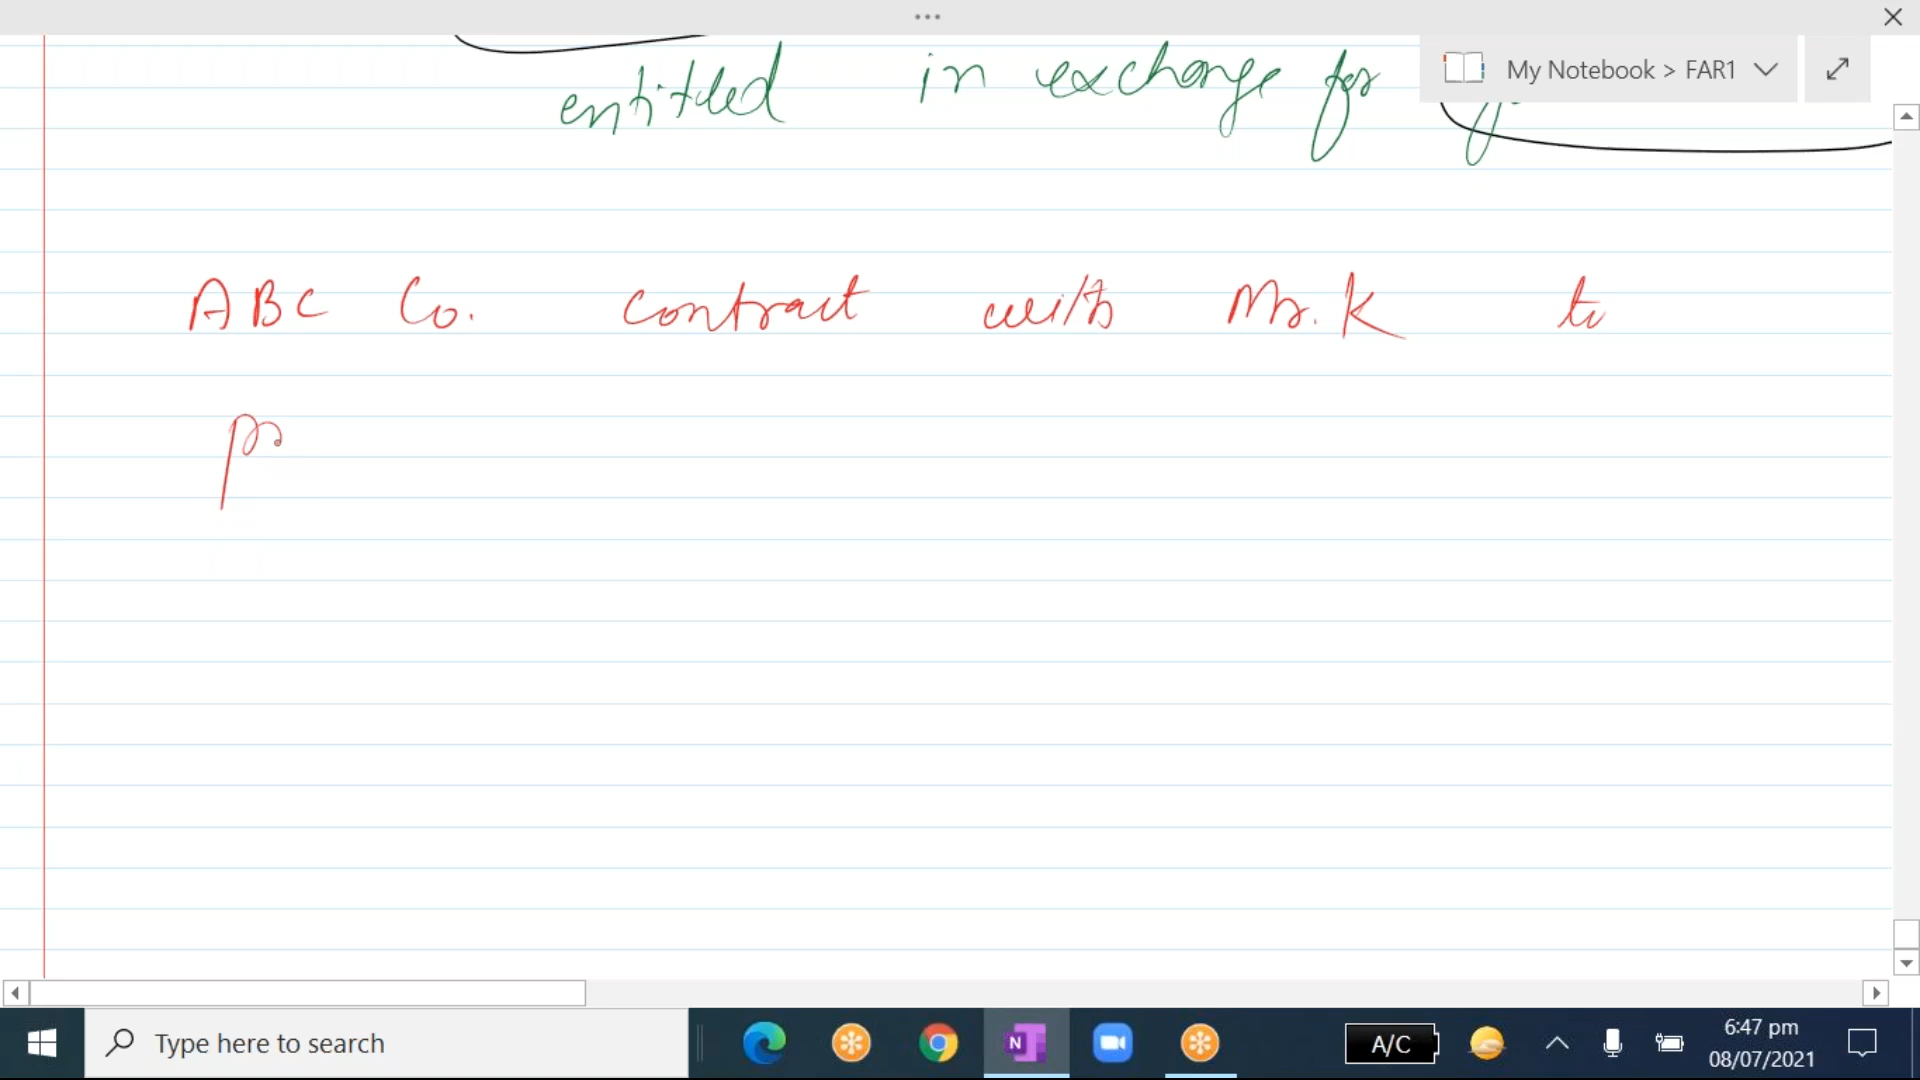 entitled in exchange for
My Notebook > FAR1
ABC Co. contract with Mr. K to
pr
Type here to search
N
A/C
6:47 pm
08/07/2021